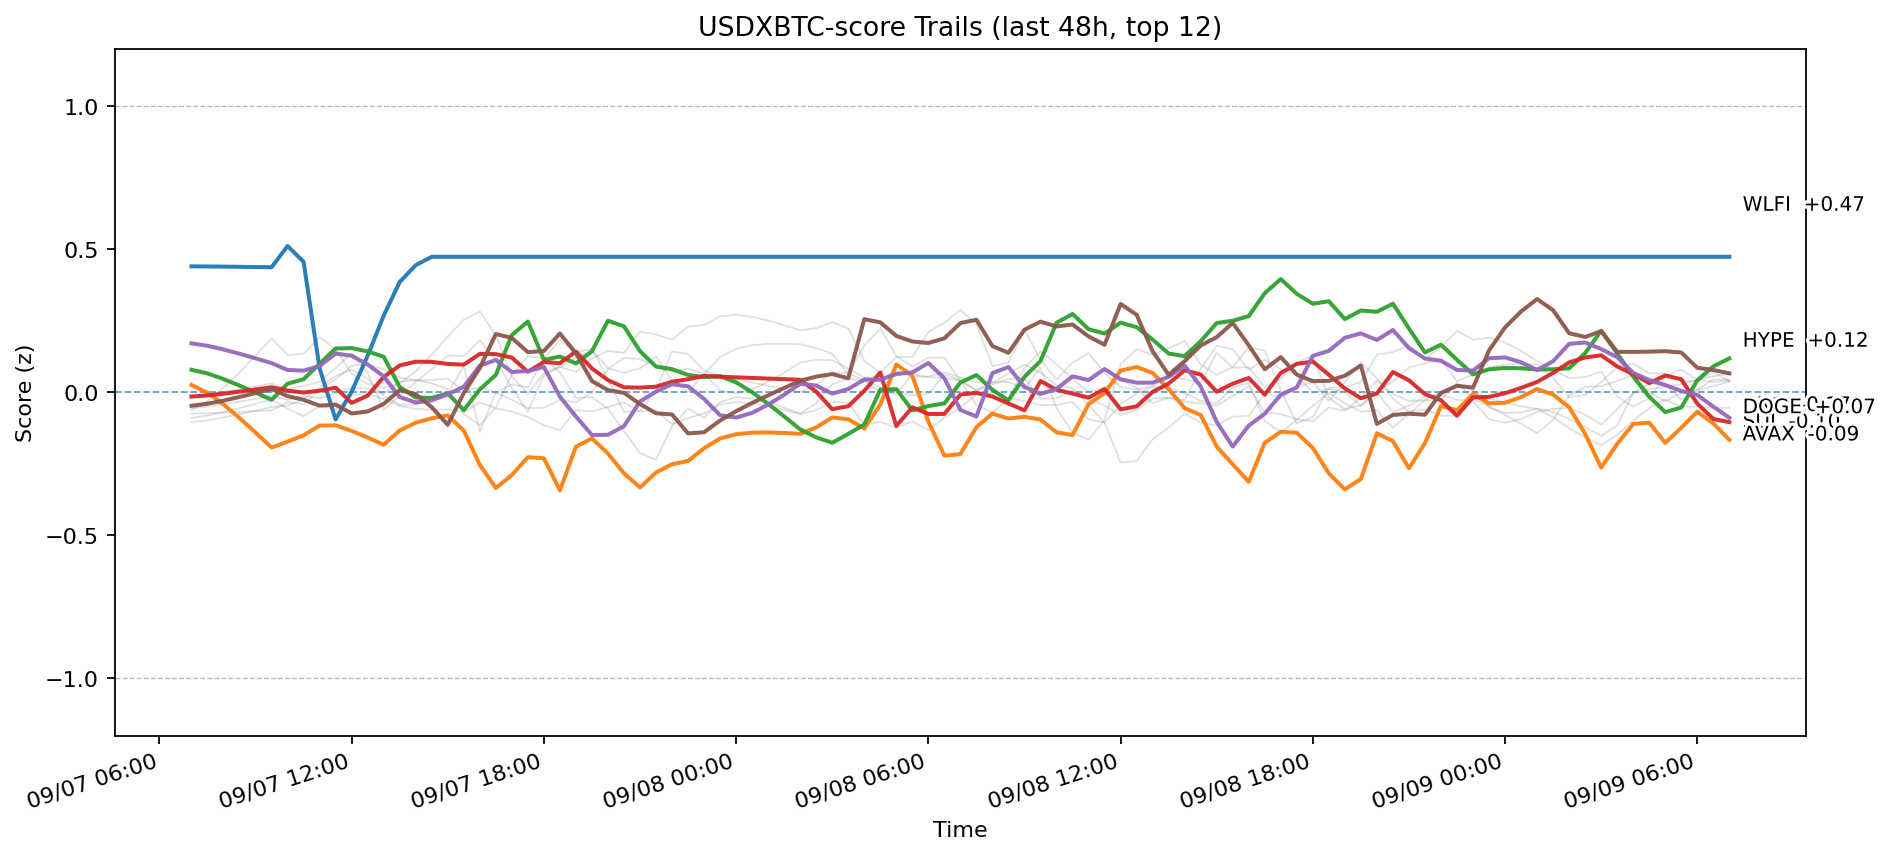 USDXBTC-score Trails (last 48h, top 12)
1.0
0.5
0.0
−0.5
−1.0
Score (z)
WLFI +0.47
HYPE +0.12
DOGE +0.07
AVAX -0.09
09/07 06:00
09/07 12:00
09/07 18:00
09/08 00:00
09/08 06:00
09/08 12:00
09/08 18:00
09/09 00:00
09/09 06:00
Time